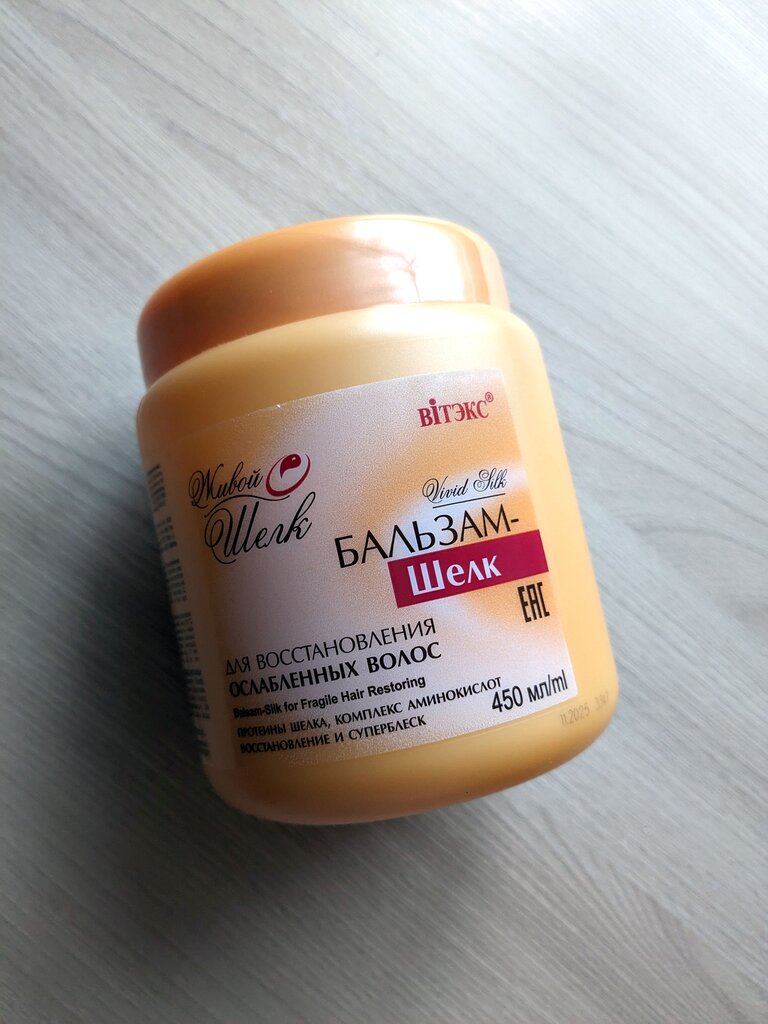 ВІТЭКС®
Живой
Шелк
Vivid Silk
БАЛЬЗАМ-
Шелк
EAC
ДЛЯ ВОССТАНОВЛЕНИЯ
ОСЛАБЛЕННЫХ ВОЛОС
Balsam-Silk for Fragile Hair Restoring
ПРОТЕИНЫ ШЕЛКА, КОМПЛЕКС АМИНОКИСЛОТ
ВОССТАНОВЛЕНИЕ И СУПЕРБЛЕСК
450 мл/ml
11.2025